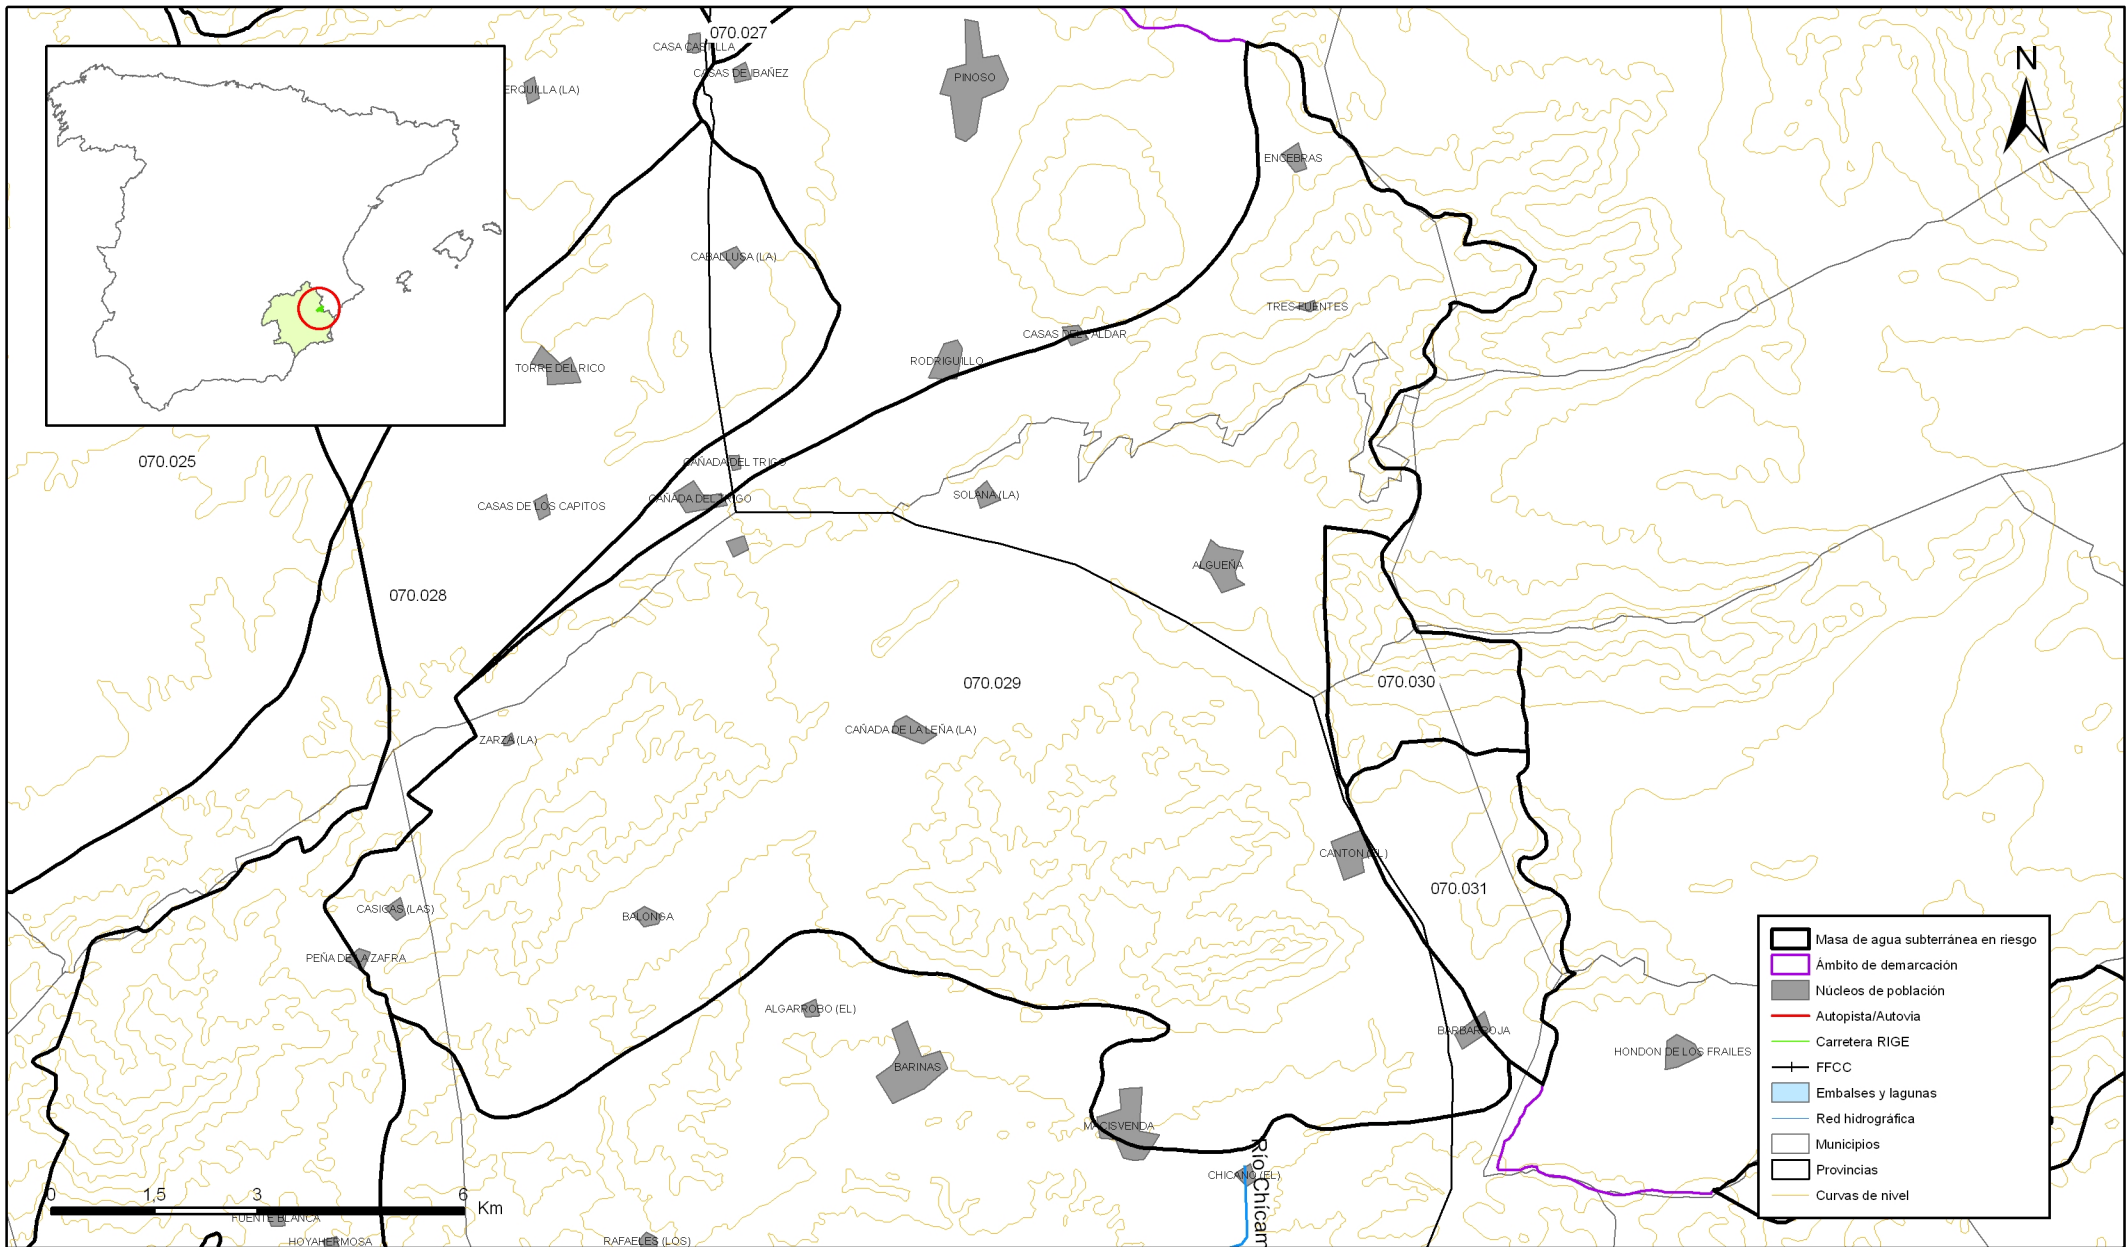 070.027
CASA CASTILLA
CASAS DE IBAÑEZ
ERQUILLA (LA)
PINOSO
N
ENCEBRAS
CABALLUSA (LA)
TRES FUENTES
CASAS DEL ALDAR
RODRIGUILLO
TORRE DEL RICO
070.025
CAÑADA DEL TRIGO
CAÑADA DEL TRIGO
SOLANA (LA)
CASAS DE LOS CAPITOS
ALGUEÑA
070.028
070.029
070.030
CAÑADA DE LA LEÑA (LA)
ZARZA (LA)
CANTON (EL)
070.031
CASICAS (LAS)
BALONGA
PEÑA DE LA ZAFRA
ALGARROBO (EL)
BARBARROJA
HONDON DE LOS FRAILES
BARINAS
MACISVENDA
CHICANO (EL)
Río Chicam
Masa de agua subterránea en riesgo
Ámbito de demarcación
Núcleos de población
Autopista/Autovia
Carretera RIGE
FFCC
Embalses y lagunas
Red hidrográfica
Municipios
Provincias
Curvas de nivel
0 1,5 3 6
Km
FUENTE BLANCA
HOYAHERMOSA
RAFAELES (LOS)